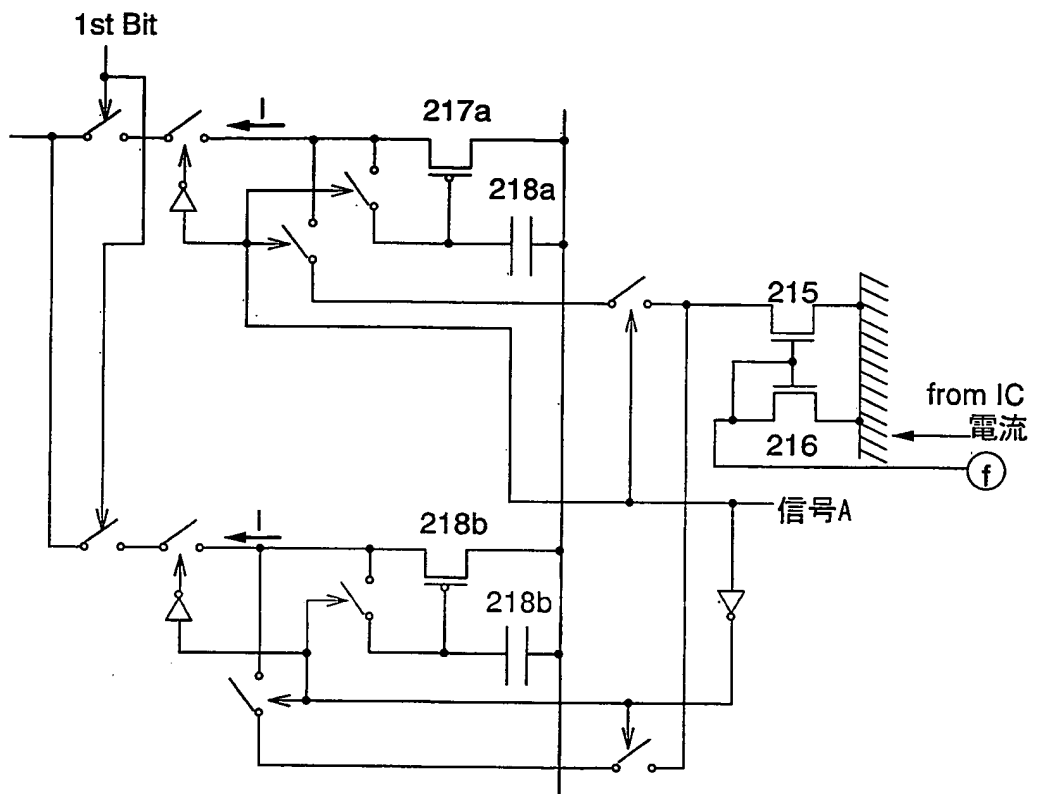 1st Bit
I
217a
218a
215
from IC
電流
216
f
信号A
I
218b
218b